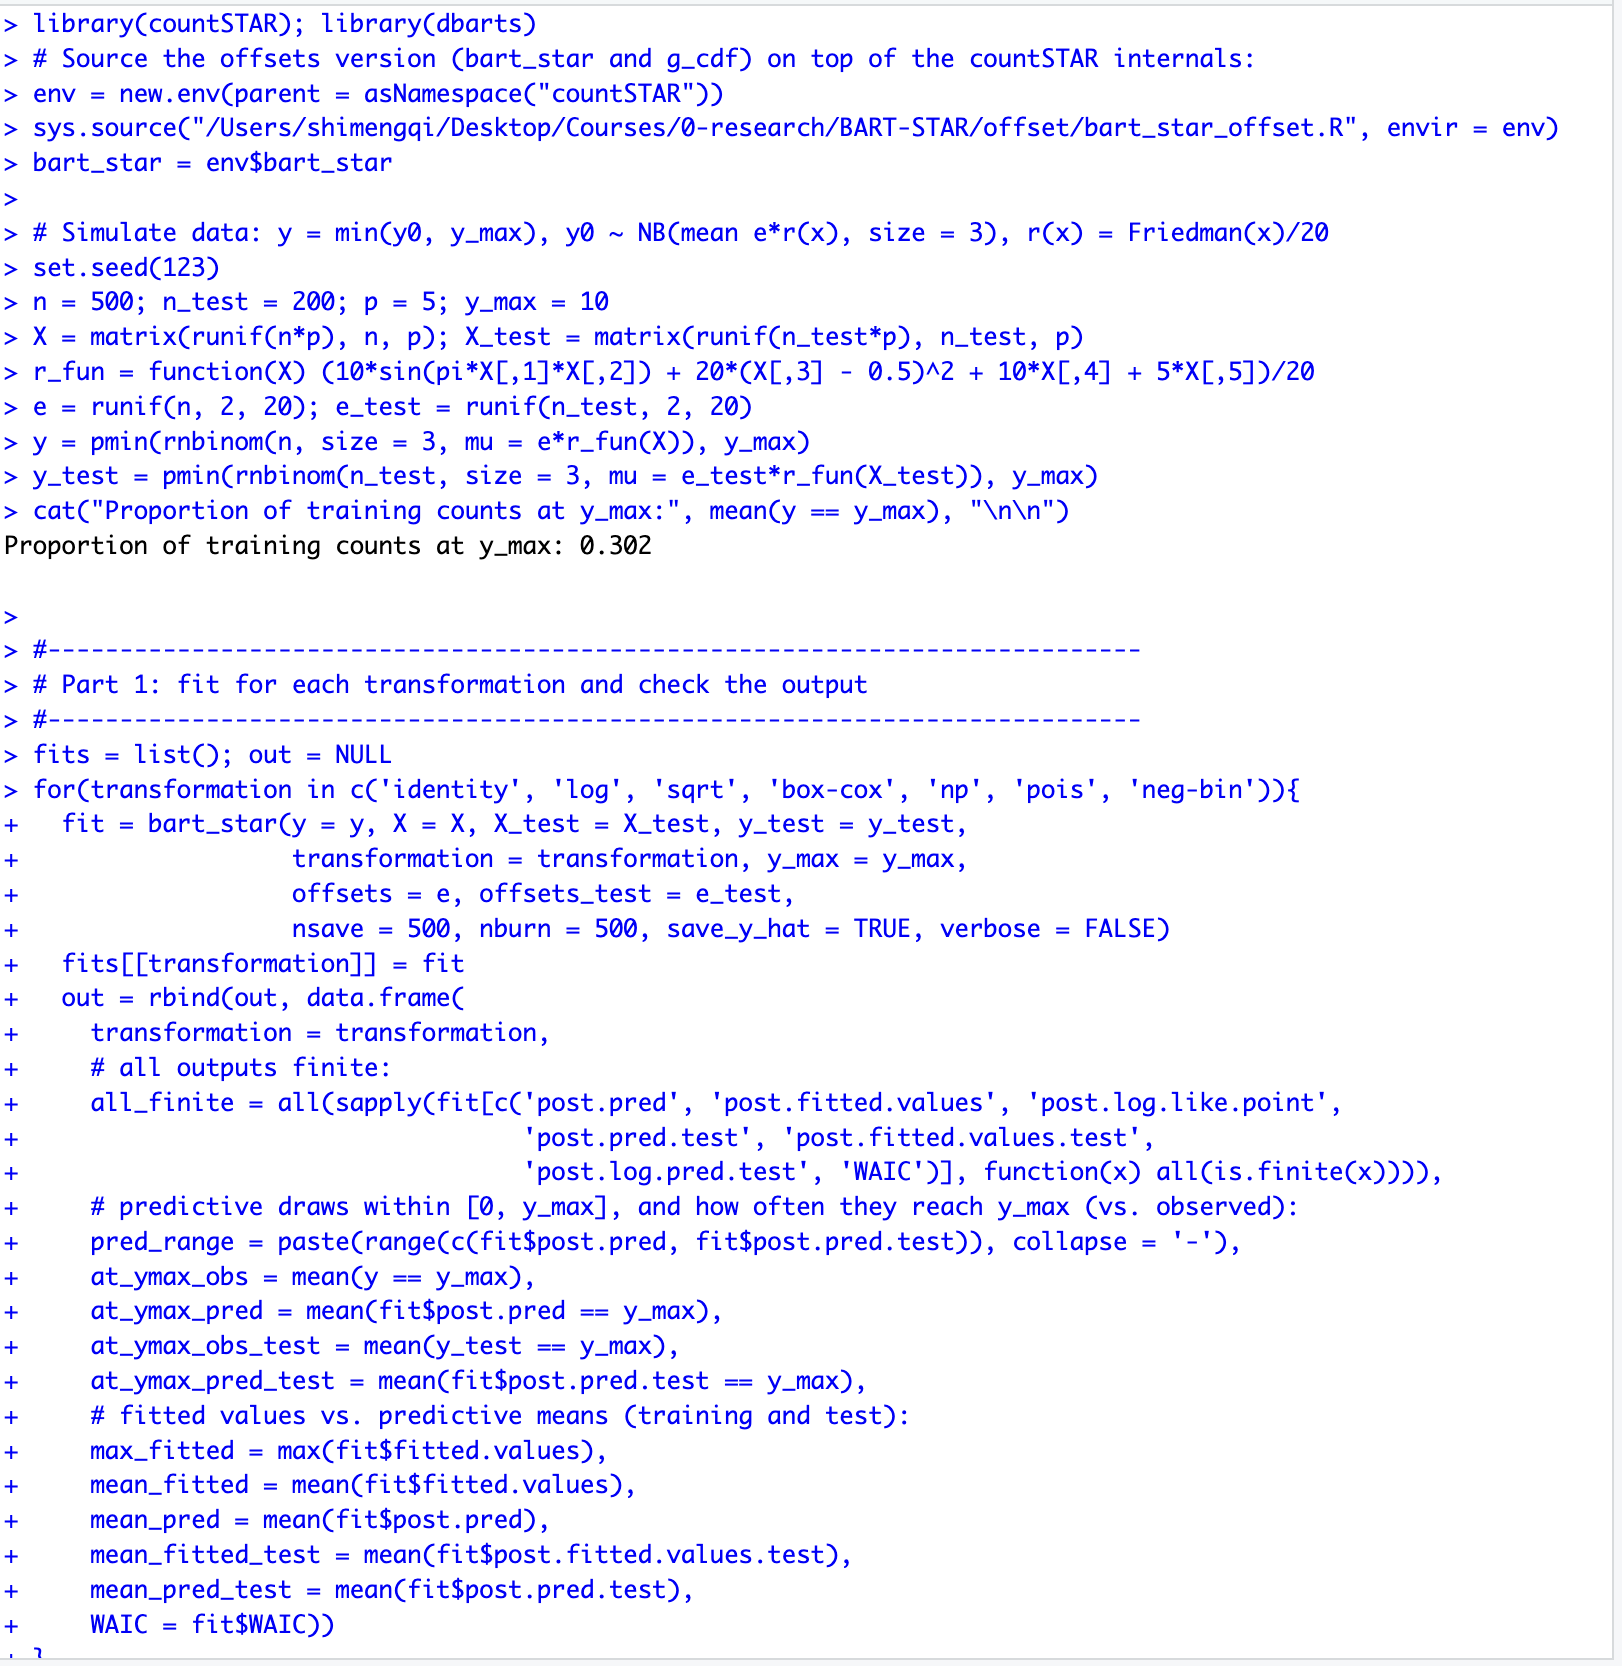 > library(countSTAR); library(dbarts)
> # Source the offsets version (bart_star and g_cdf) on top of the countSTAR internals:
> env = new.env(parent = asNamespace("countSTAR"))
> sys.source("/Users/shimengqi/Desktop/Courses/0-research/BART-STAR/offset/bart_star_offset.R", envir = env)
> bart_star = env$bart_star
>
> # Simulate data: y = min(y0, y_max), y0 ~ NB(mean e*r(x), size = 3), r(x) = Friedman(x)/20
> set.seed(123)
> n = 500; n_test = 200; p = 5; y_max = 10
> X = matrix(runif(n*p), n, p); X_test = matrix(runif(n_test*p), n_test, p)
> r_fun = function(X) (10*sin(pi*X[,1]*X[,2]) + 20*(X[,3] - 0.5)^2 + 10*X[,4] + 5*X[,5])/20
> e = runif(n, 2, 20); e_test = runif(n_test, 2, 20)
> y = pmin(rnbinom(n, size = 3, mu = e*r_fun(X)), y_max)
> y_test = pmin(rnbinom(n_test, size = 3, mu = e_test*r_fun(X_test)), y_max)
> cat("Proportion of training counts at y_max:", mean(y == y_max), "\n\n")
Proportion of training counts at y_max: 0.302

>
> #----------------------------------------------------------------------------
> # Part 1: fit for each transformation and check the output
> #----------------------------------------------------------------------------
> fits = list(); out = NULL
> for(transformation in c('identity', 'log', 'sqrt', 'box-cox', 'np', 'pois', 'neg-bin')){
+   fit = bart_star(y = y, X = X, X_test = X_test, y_test = y_test,
+                   transformation = transformation, y_max = y_max,
+                   offsets = e, offsets_test = e_test,
+                   nsave = 500, nburn = 500, save_y_hat = TRUE, verbose = FALSE)
+   fits[[transformation]] = fit
+   out = rbind(out, data.frame(
+     transformation = transformation,
+     # all outputs finite:
+     all_finite = all(sapply(fit[c('post.pred', 'post.fitted.values', 'post.log.like.point',
+                                    'post.pred.test', 'post.fitted.values.test',
+                                    'post.log.pred.test', 'WAIC')], function(x) all(is.finite(x)))),
+     # predictive draws within [0, y_max], and how often they reach y_max (vs. observed):
+     pred_range = paste(range(c(fit$post.pred, fit$post.pred.test)), collapse = '-'),
+     at_ymax_obs = mean(y == y_max),
+     at_ymax_pred = mean(fit$post.pred == y_max),
+     at_ymax_obs_test = mean(y_test == y_max),
+     at_ymax_pred_test = mean(fit$post.pred.test == y_max),
+     # fitted values vs. predictive means (training and test):
+     max_fitted = max(fit$fitted.values),
+     mean_fitted = mean(fit$fitted.values),
+     mean_pred = mean(fit$post.pred),
+     mean_fitted_test = mean(fit$post.fitted.values.test),
+     mean_pred_test = mean(fit$post.pred.test),
+     WAIC = fit$WAIC))
+ }